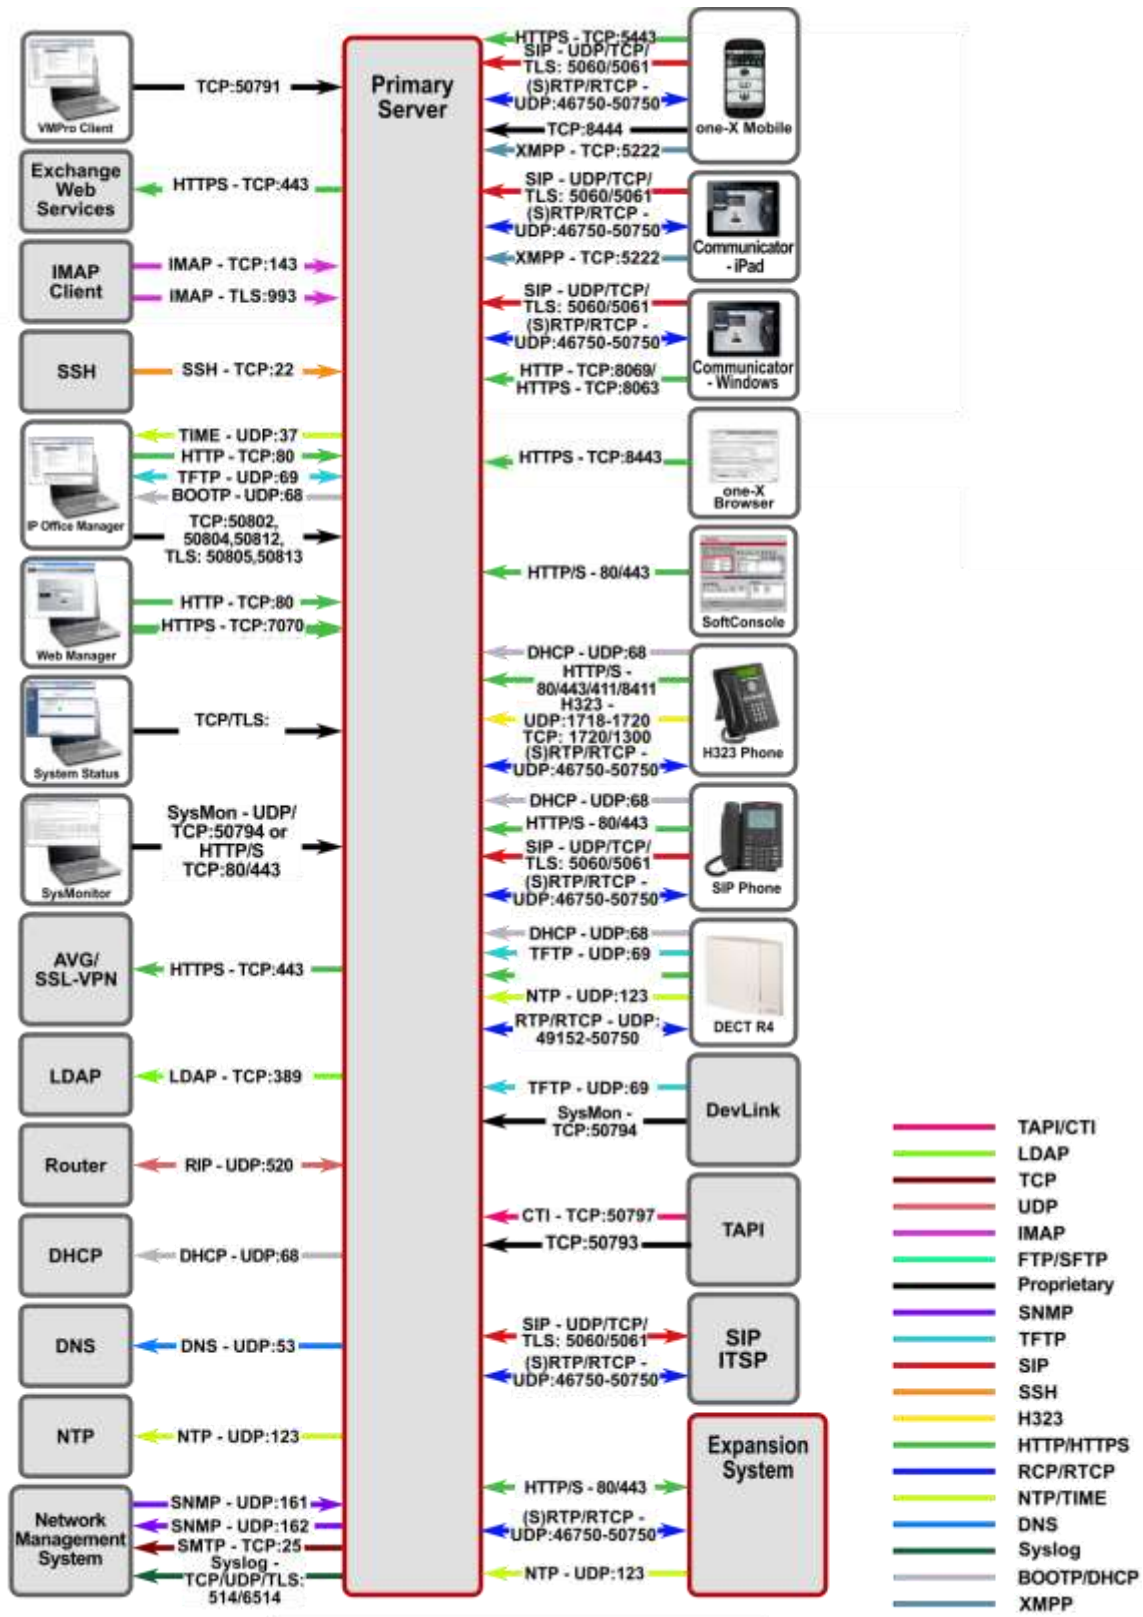 VMPro Client
TCP:50791
Exchange
Web
Services
HTTPS - TCP:443
IMAP
Client
IMAP - TCP:143
IMAP - TLS:993
SSH
SSH - TCP:22
IP Office Manager
TIME - UDP:37
HTTP - TCP:80
TFTP - UDP:69
BOOTP - UDP:68
TCP:50802,
50804,50812,
TLS: 50805,50813
Web Manager
HTTP - TCP:80
HTTPS - TCP:7070
System Status
TCP/TLS:
SysMonitor
SysMon - UDP/
TCP:50794 or
HTTP/S
TCP:80/443
AVG/
SSL-VPN
HTTPS - TCP:443
LDAP
LDAP - TCP:389
Router
RIP - UDP:520
DHCP
DHCP - UDP:68
DNS
DNS - UDP:53
NTP
NTP - UDP:123
Network
Management
System
SNMP - UDP:161
SNMP - UDP:162
SMTP - TCP:25
Syslog -
TCP/UDP/TLS:
514/6514
Primary
Server
HTTPS - TCP:5443
SIP - UDP/TCP/
TLS: 5060/5061
(S)RTP/RTCP -
UDP:46750-50750
TCP:8444
XMPP - TCP:5222
one-X Mobile
SIP - UDP/TCP/
TLS: 5060/5061
(S)RTP/RTCP -
UDP:46750-50750
XMPP - TCP:5222
Communicator
- iPad
SIP - UDP/TCP/
TLS: 5060/5061
(S)RTP/RTCP -
UDP:46750-50750
HTTP - TCP:8069/
HTTPS - TCP:8063
Communicator
- Windows
HTTPS - TCP:8443
one-X
Browser
HTTP/S - 80/443
SoftConsole
DHCP - UDP:68
HTTP/S -
80/443/411/8411
H323 -
UDP:1718-1720
TCP: 1720/1300
(S)RTP/RTCP -
UDP:46750-50750
H323 Phone
DHCP - UDP:68
HTTP/S - 80/443
SIP - UDP/TCP/
TLS: 5060/5061
(S)RTP/RTCP -
UDP:46750-50750
SIP Phone
DHCP - UDP:68
TFTP - UDP:69
NTP - UDP:123
RTP/RTCP - UDP:
49152-50750
DECT R4
TFTP - UDP:69
SysMon -
TCP:50794
DevLink
CTI - TCP:50797
TCP:50793
TAPI
SIP - UDP/TCP/
TLS: 5060/5061
(S)RTP/RTCP -
UDP:46750-50750
SIP
ITSP
Expansion
System
HTTP/S - 80/443
(S)RTP/RTCP -
UDP:46750-50750
NTP - UDP:123
TAPI/CTI
LDAP
TCP
UDP
IMAP
FTP/SFTP
Proprietary
SNMP
TFTP
SIP
SSH
H323
HTTP/HTTPS
RCP/RTCP
NTP/TIME
DNS
Syslog
BOOTP/DHCP
XMPP